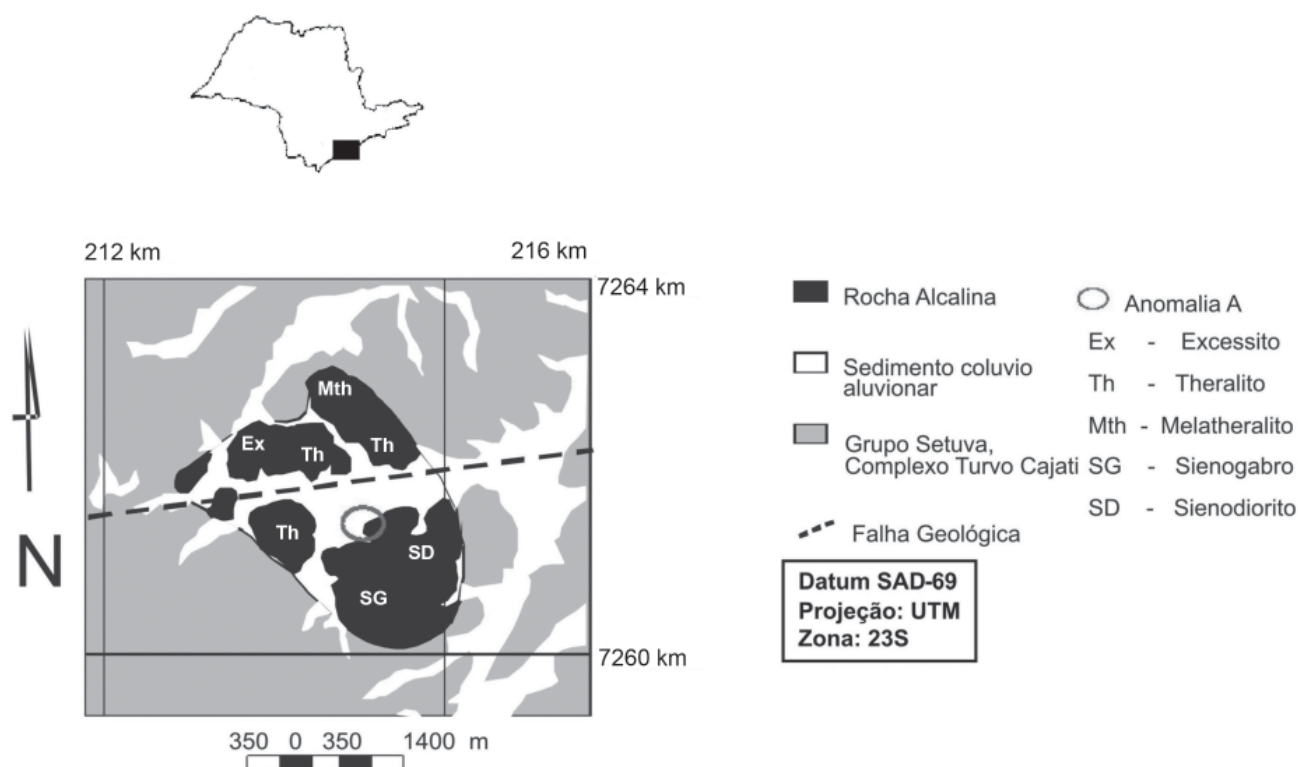 212 km
216 km
7264 km
Mth
Ex
Th
Th
Th
SD
SG
7260 km
N
350 0 350 1400 m
Rocha Alcalina
Sedimento coluvio
aluvionar
Grupo Setuva,
Complexo Turvo Cajati
Falha Geológica
Anomalia A
Ex - Excessito
Th - Theralito
Mth - Melatheralito
SG - Sienogabro
SD - Sienodiorito
Datum SAD-69
Projeção: UTM
Zona: 23S